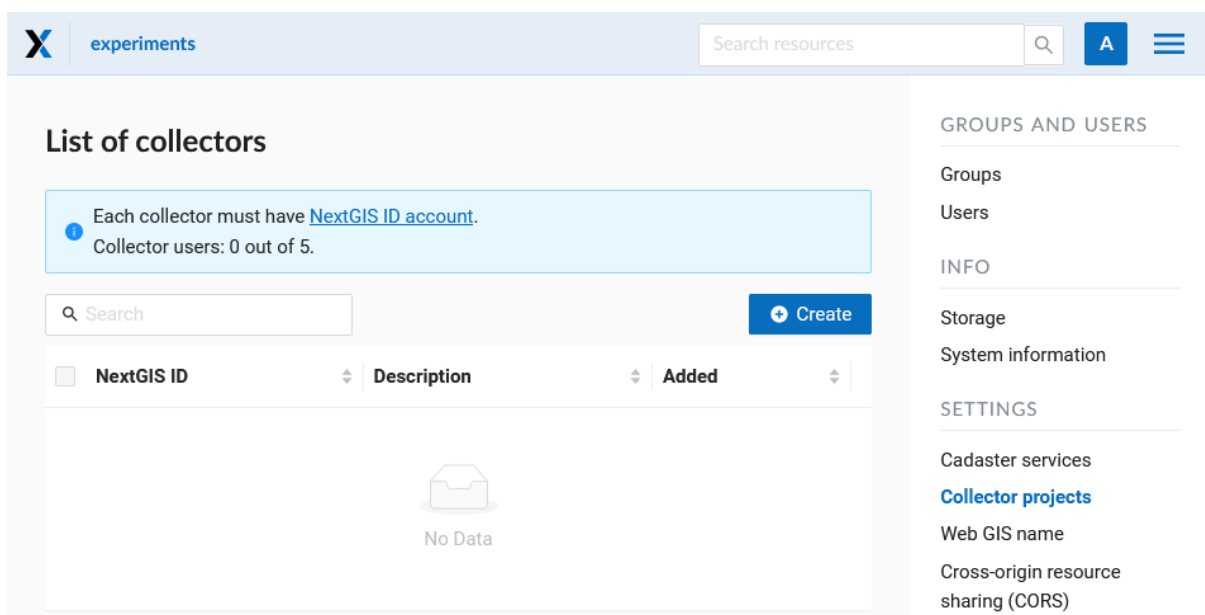 experiments
Search resources
A
List of collectors
Each collector must have NextGIS ID account.
Collector users: 0 out of 5.
Search
Create
NextGIS ID
Description
Added
No Data
GROUPS AND USERS
Groups
Users
INFO
Storage
System information
SETTINGS
Cadaster services
Collector projects
Web GIS name
Cross-origin resource
sharing (CORS)